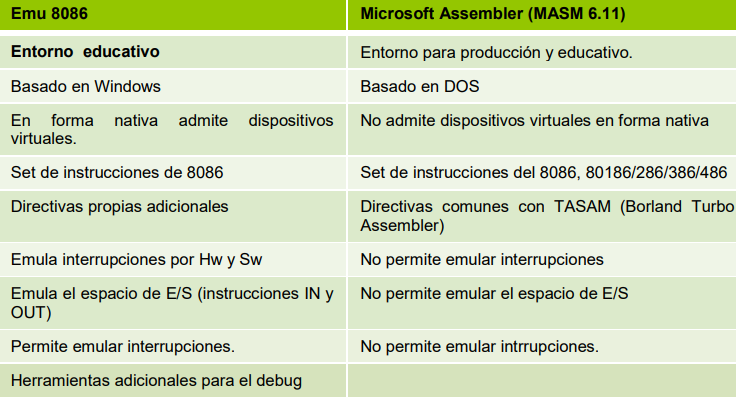 Emu 8086
Microsoft Assembler (MASM 6.11)
Entorno educativo
Entorno para producción y educativo.
Basado en Windows
Basado en DOS
En forma nativa admite dispositivos
virtuales.
No admite dispositivos virtuales en forma nativa
Set de instrucciones de 8086
Set de instrucciones del 8086, 80186/286/386/486
Directivas propias adicionales
Directivas comunes con TASAM (Borland Turbo
Assembler)
Emula interrupciones por Hw y Sw
No permite emular interrupciones
Emula el espacio de E/S (instrucciones IN y
OUT)
No permite emular el espacio de E/S
Permite emular interrupciones.
No permite emular intrrupciones.
Herramientas adicionales para el debug